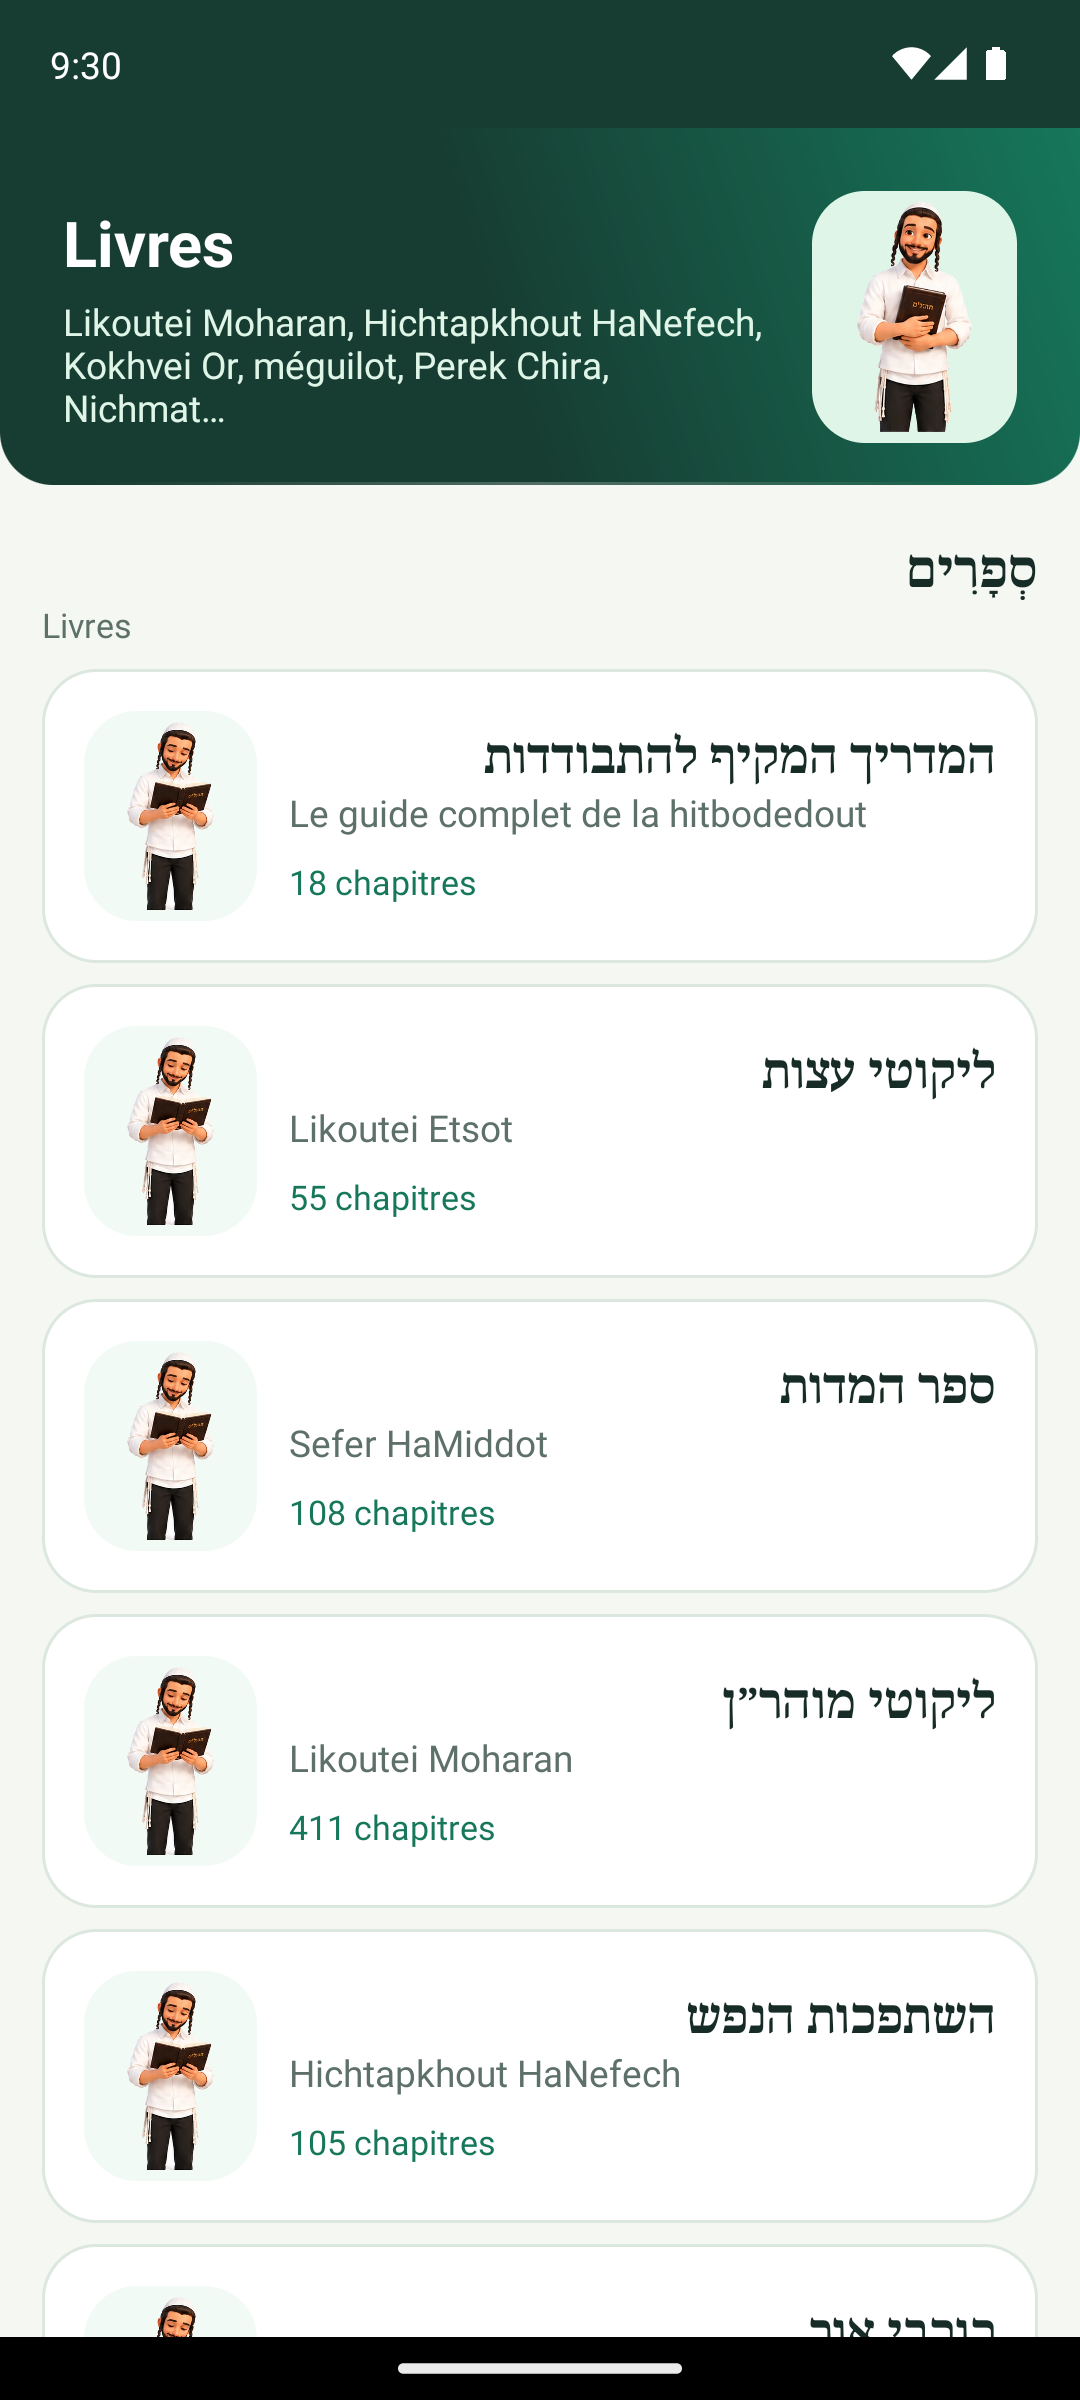 9:30
Livres
Likoutei Moharan, Hichtapkhout HaNefech,
Kokhvei Or, méguilot, Perek Chira,
Nichmat…
סְפָרִים
Livres
המדריך המקיף להתבודדות
Le guide complet de la hitbodedout
18 chapitres
ליקוטי עצות
Likoutei Etsot
55 chapitres
ספר המדות
Sefer HaMiddot
108 chapitres
ליקוטי מוהר״ן
Likoutei Moharan
411 chapitres
השתפכות הנפש
Hichtapkhout HaNefech
105 chapitres